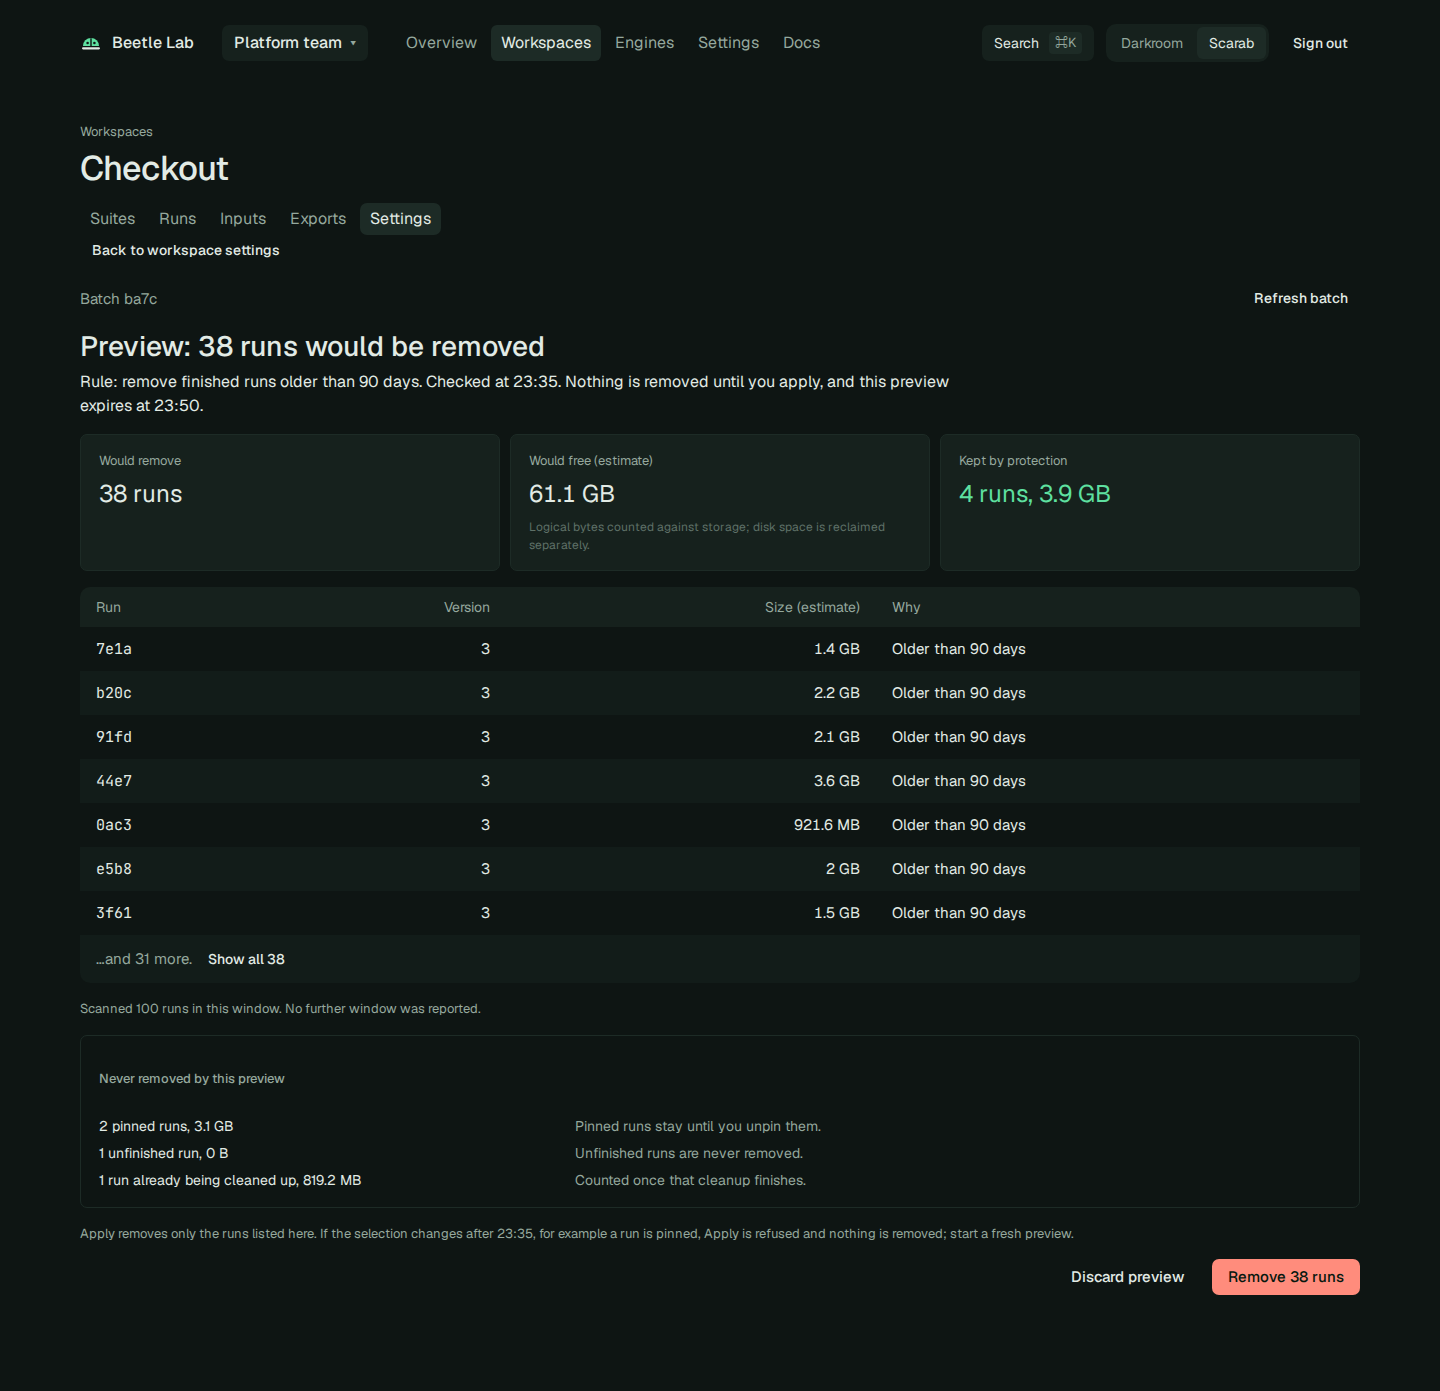 Beetle Lab
Platform team ▾
Overview Workspaces Engines Settings Docs
Search ⌘K
Darkroom Scarab
Sign out
Workspaces
Checkout
Suites Runs Inputs Exports Settings
Back to workspace settings
Batch ba7c
Refresh batch
Preview: 38 runs would be removed
Rule: remove finished runs older than 90 days. Checked at 23:35. Nothing is removed until you apply, and this preview
expires at 23:50.
Would remove
38 runs
Would free (estimate)
61.1 GB
Logical bytes counted against storage; disk space is reclaimed
separately.
Kept by protection
4 runs, 3.9 GB
Run Version Size (estimate) Why
7e1a 3 1.4 GB Older than 90 days
b20c 3 2.2 GB Older than 90 days
91fd 3 2.1 GB Older than 90 days
44e7 3 3.6 GB Older than 90 days
0ac3 3 921.6 MB Older than 90 days
e5b8 3 2 GB Older than 90 days
3f61 3 1.5 GB Older than 90 days
…and 31 more. Show all 38
Scanned 100 runs in this window. No further window was reported.
Never removed by this preview
2 pinned runs, 3.1 GB Pinned runs stay until you unpin them.
1 unfinished run, 0 B Unfinished runs are never removed.
1 run already being cleaned up, 819.2 MB Counted once that cleanup finishes.
Apply removes only the runs listed here. If the selection changes after 23:35, for example a run is pinned, Apply is refused and nothing is removed; start a fresh preview.
Discard preview Remove 38 runs